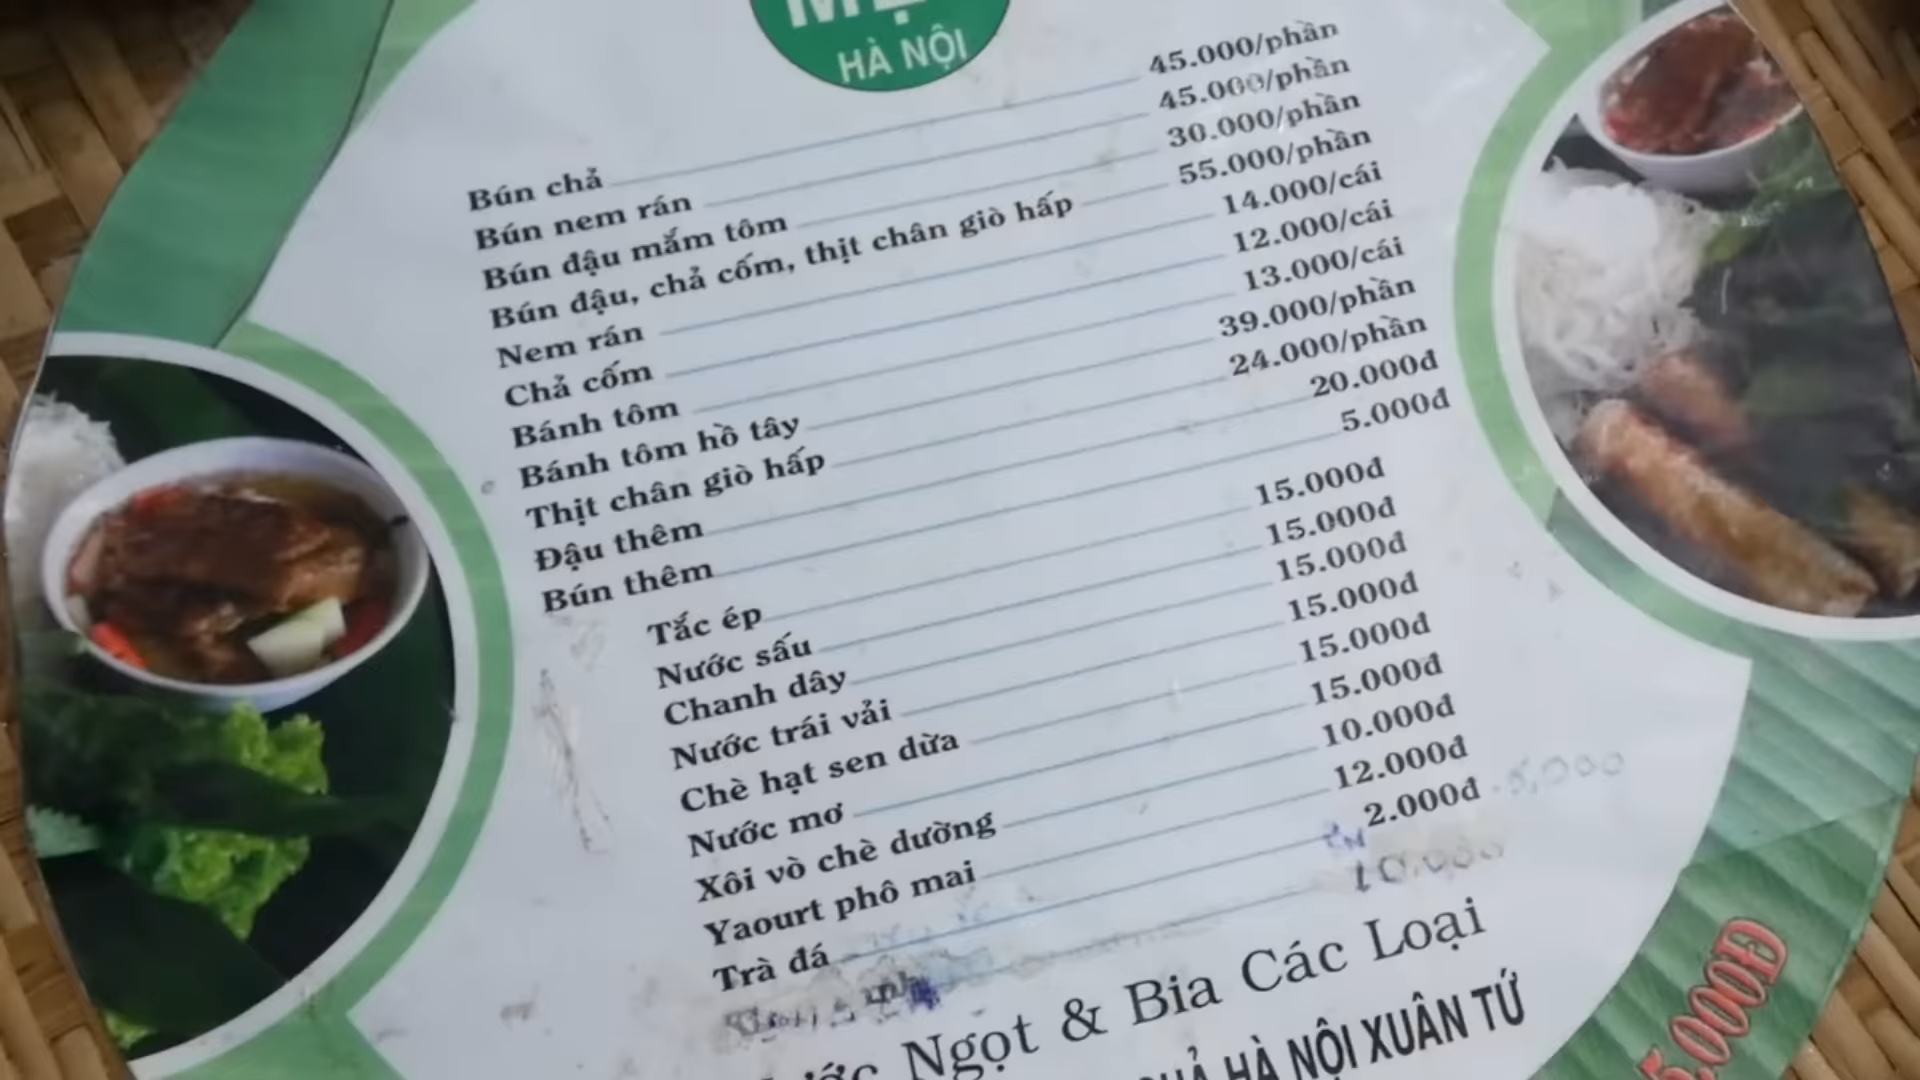 HÀ NỘI
Bún chả 45.000/phần
Bún nem rán 45.000/phần
Bún đậu mắm tôm 30.000/phần
Bún đậu, chả cốm, thịt chân giò hấp 55.000/phần
Nem rán 14.000/cái
Chả cốm 12.000/cái
Bánh tôm 13.000/cái
Bánh tôm hồ tây 39.000/phần
Thịt chân giò hấp 24.000/phần
Đậu thêm 20.000đ
Bún thêm 5.000đ
Tắc ép 15.000đ
Nước sấu 15.000đ
Chanh dây 15.000đ
Nước trái vải 15.000đ
Chè hạt sen dừa 15.000đ
Nước mơ 15.000đ
Xôi vò chè dường 10.000đ
Yaourt phô mai 12.000đ
Trà đá 2.000đ
Ngọt & Bia Các Loại
HÀ NỘI XUÂN TỨ
5.000Đ